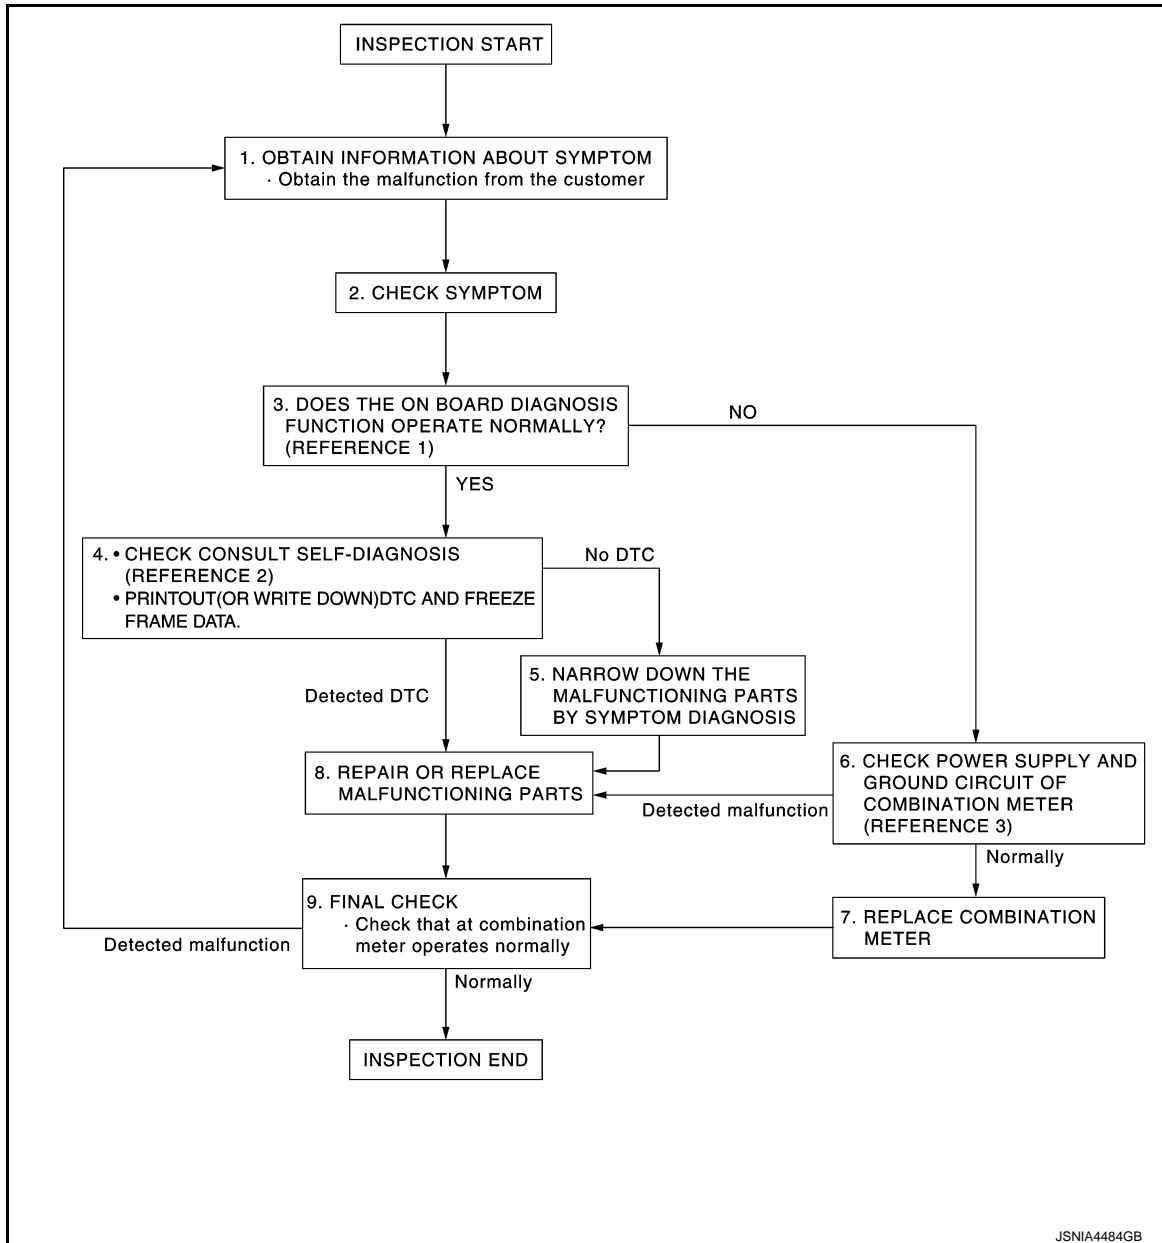 INSPECTION START
1. OBTAIN INFORMATION ABOUT SYMPTOM
· Obtain the malfunction from the customer
2. CHECK SYMPTOM
3. DOES THE ON BOARD DIAGNOSIS
FUNCTION OPERATE NORMALLY?
(REFERENCE 1)
NO
YES
4. • CHECK CONSULT SELF-DIAGNOSIS
(REFERENCE 2)
• PRINTOUT(OR WRITE DOWN)DTC AND FREEZE
FRAME DATA.
No DTC
5. NARROW DOWN THE
MALFUNCTIONING PARTS
BY SYMPTOM DIAGNOSIS
Detected DTC
6. CHECK POWER SUPPLY AND
GROUND CIRCUIT OF
COMBINATION METER
(REFERENCE 3)
8. REPAIR OR REPLACE
MALFUNCTIONING PARTS
Detected malfunction
Normally
7. REPLACE COMBINATION
METER
9. FINAL CHECK
· Check that at combination
meter operates normally
Detected malfunction
Normally
INSPECTION END
JSNIA4484GB